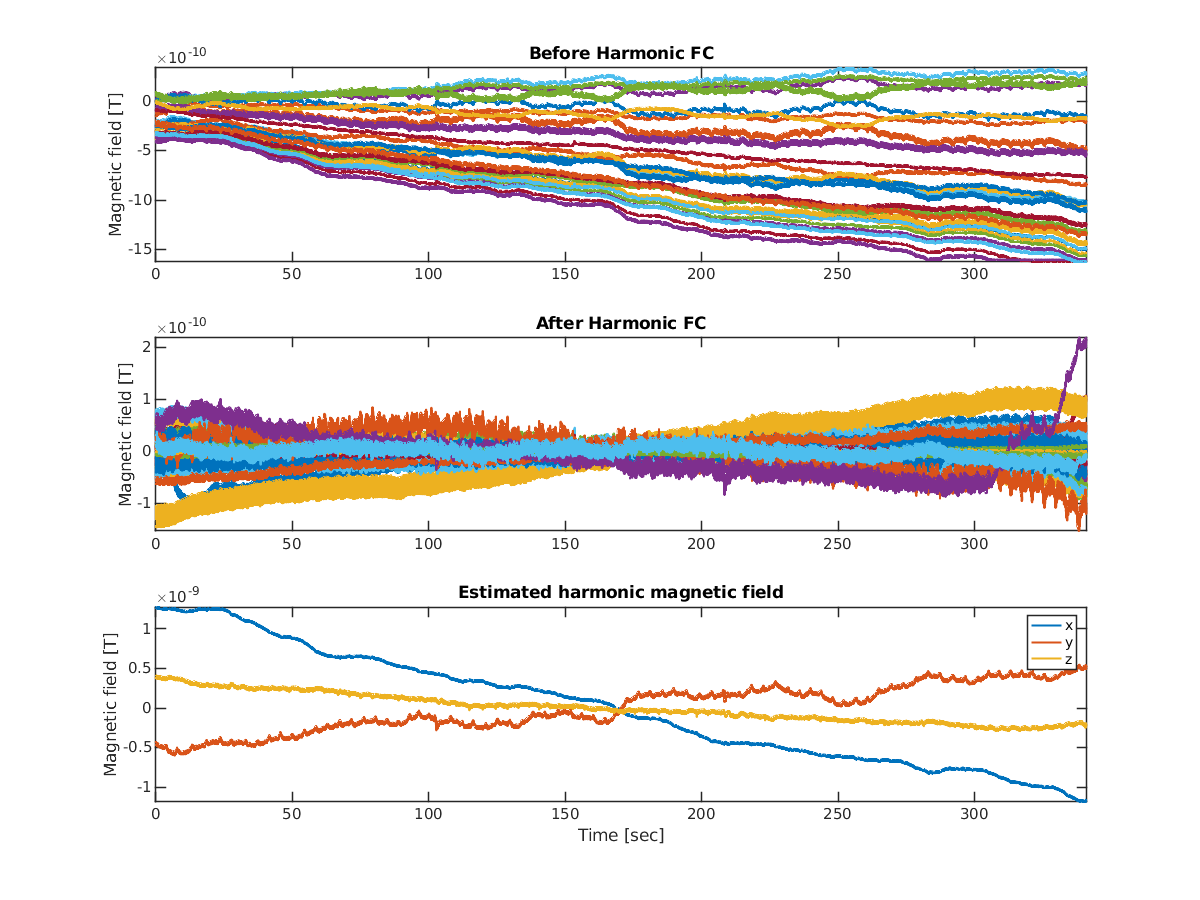 Before Harmonic FC
×10-10
Magnetic field [T]
0
-5
-10
-15
0 50 100 150 200 250 300
After Harmonic FC
×10-10
Magnetic field [T]
2
1
0
-1
0 50 100 150 200 250 300
Estimated harmonic magnetic field
×10-9
Magnetic field [T]
1
0.5
0
-0.5
-1
x
y
z
0 50 100 150 200 250 300
Time [sec]